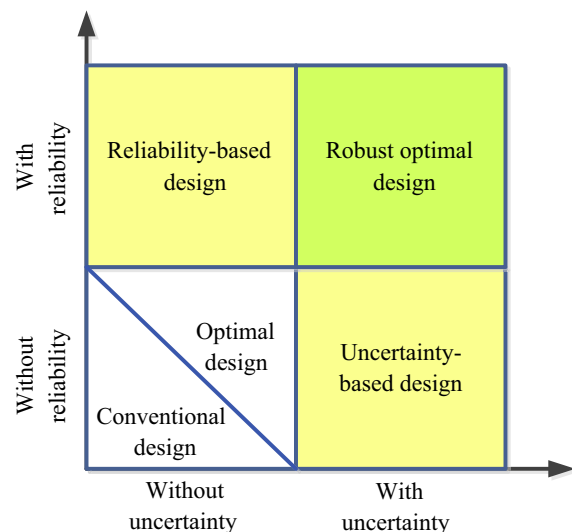 With
reliability
Reliability-based
design
Robust optimal
design
Without
reliability
Optimal
design
Conventional
design
Uncertainty-
based design
Without
uncertainty
With
uncertainty